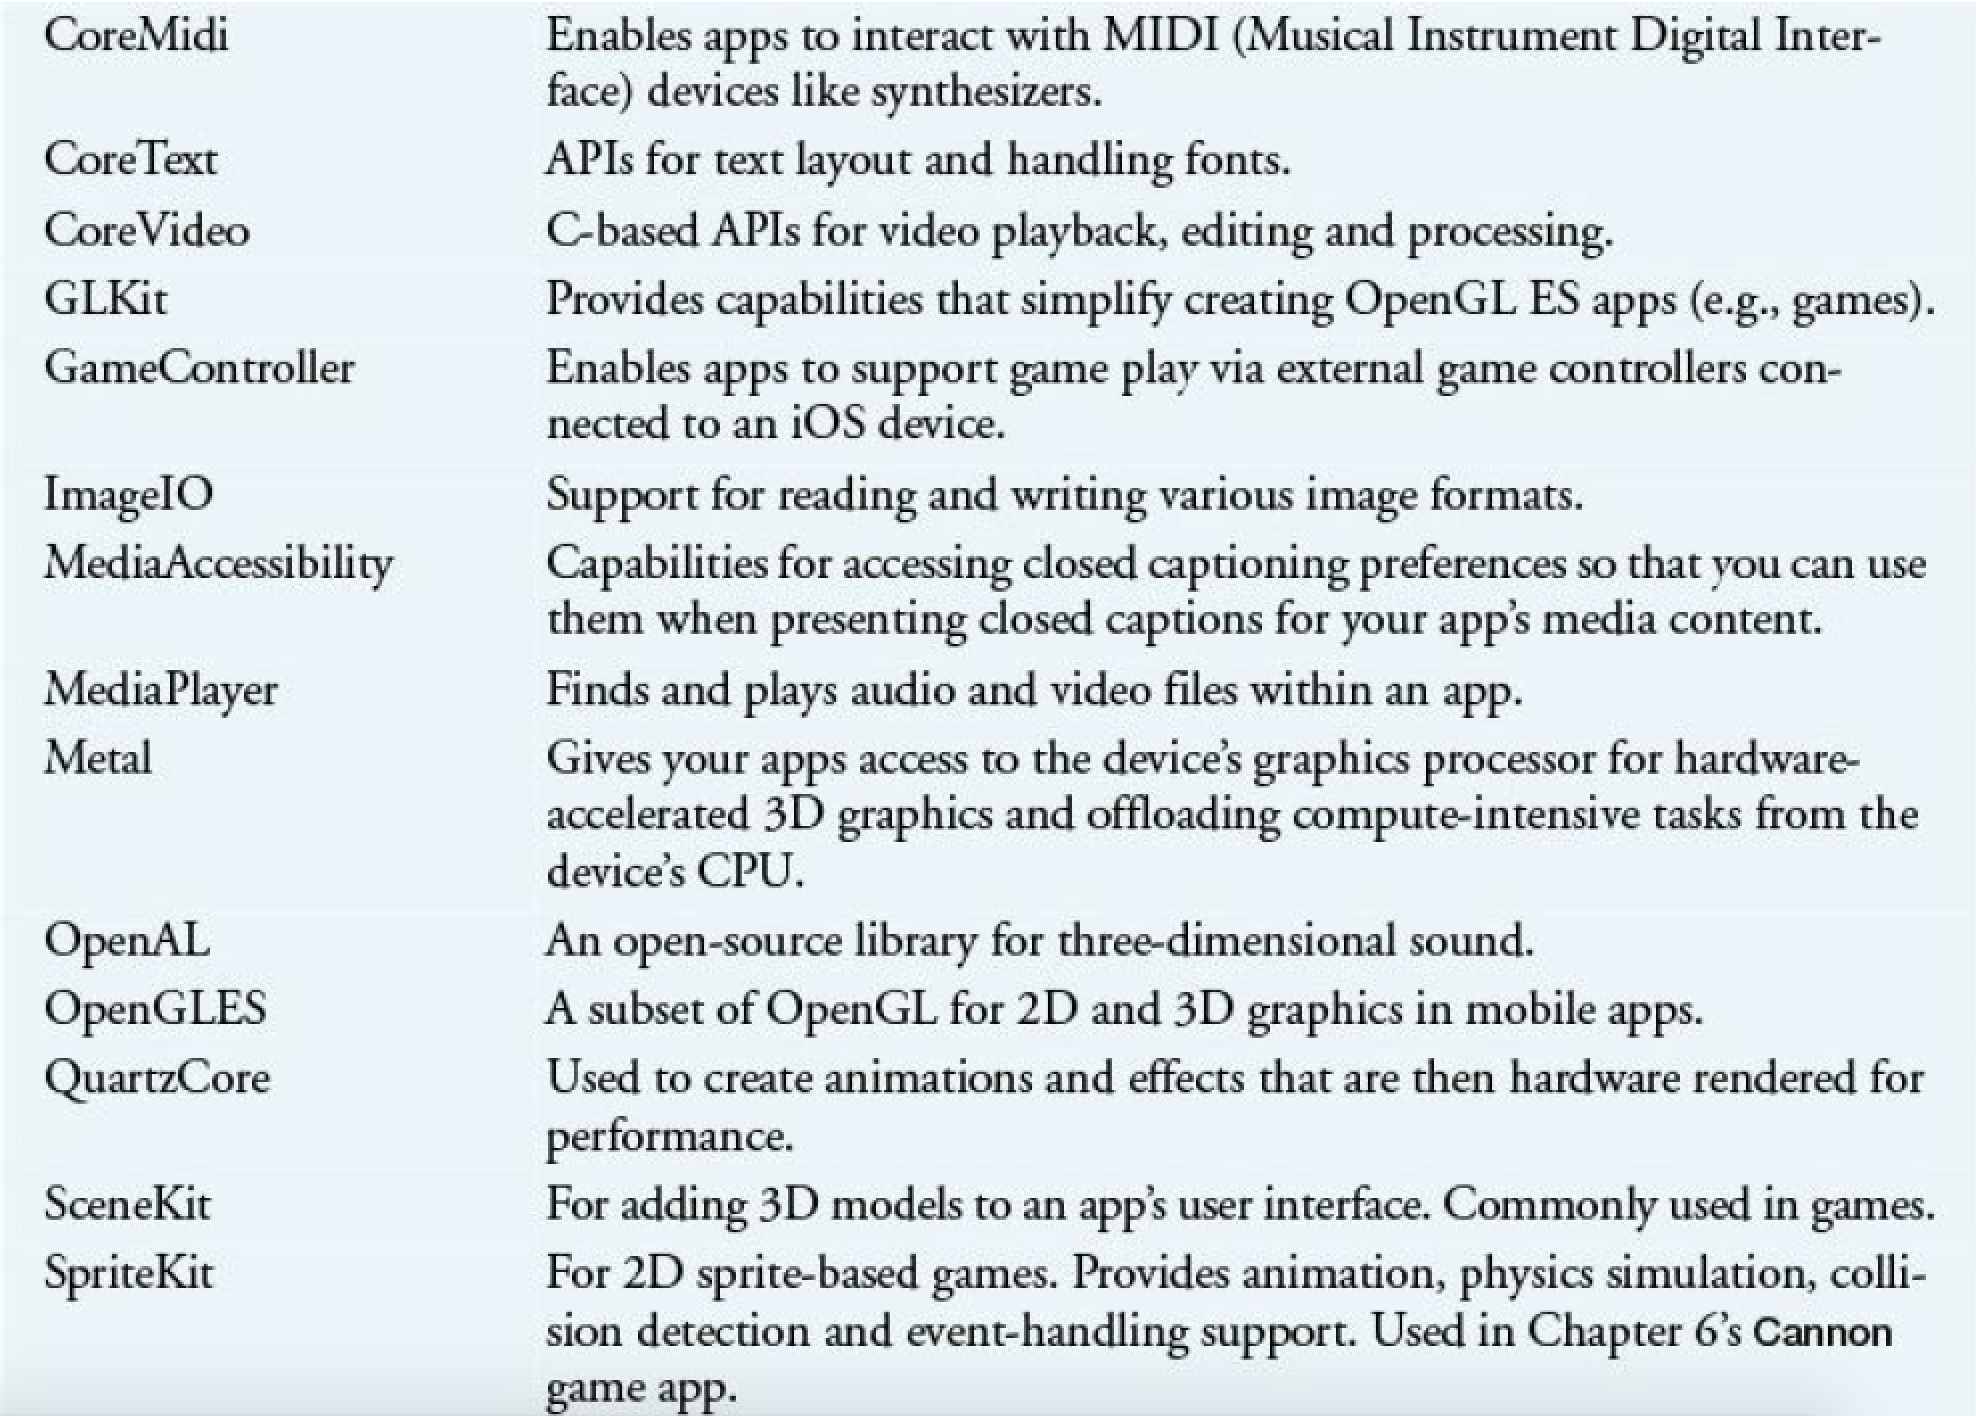 CoreMidi Enables apps to interact with MIDI (Musical Instrument Digital Inter-
face) devices like synthesizers.
CoreText APIs for text layout and handling fonts.
CoreVideo C-based APIs for video playback, editing and processing.
GLKit Provides capabilities that simplify creating OpenGL ES apps (e.g., games).
GameController Enables apps to support game play via external game controllers con-
nected to an iOS device.
ImageIO Support for reading and writing various image formats.
MediaAccessibility Capabilities for accessing closed captioning preferences so that you can use
them when presenting closed captions for your app’s media content.
MediaPlayer Finds and plays audio and video files within an app.
Metal Gives your apps access to the device’s graphics processor for hardware-
accelerated 3D graphics and offloading compute-intensive tasks from the
device’s CPU.
OpenAL An open-source library for three-dimensional sound.
OpenGLES A subset of OpenGL for 2D and 3D graphics in mobile apps.
QuartzCore Used to create animations and effects that are then hardware rendered for
performance.
SceneKit For adding 3D models to an app’s user interface. Commonly used in games.
SpriteKit For 2D sprite-based games. Provides animation, physics simulation, colli-
sion detection and event-handling support. Used in Chapter 6’s Cannon
game app.